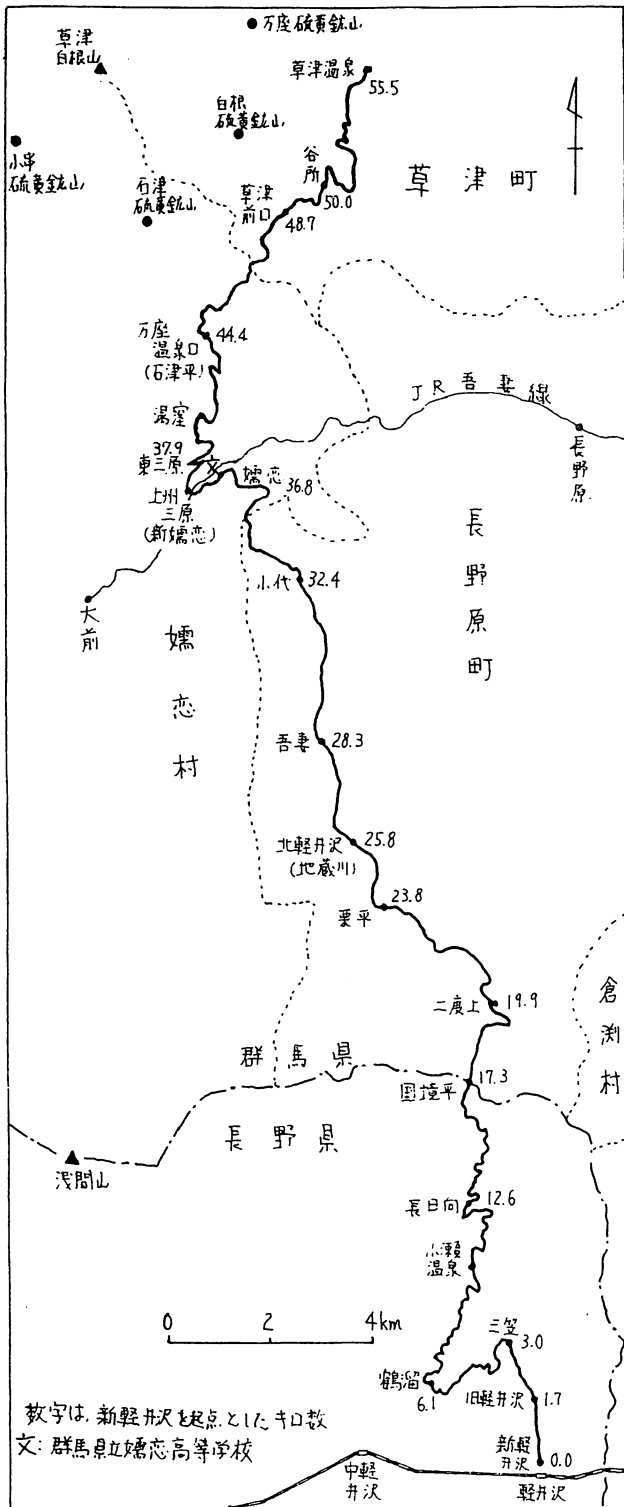 万座硫黄鉱山
草津
白根山
草津温泉
55.5
白根
硫黄鉱山
小串
硫黄鉱山
石津
硫黄鉱山
谷所
50.0
草津町
草津
前口
48.7
万座
温泉口
(石津平)
44.4
JR吾妻線
湯窪
長野原
37.9
東三原
文
嬬恋
36.8
上州
三原
(新嬬恋)
長野原町
大前
小代
32.4
嬬恋村
吾妻
28.3
北軽井沢
(地蔵川)
25.8
栗平
23.8
二度上
19.9
倉渕村
群馬県
国境平
17.3
長野県
浅間山
長日向
12.6
小瀬
温泉
0 2 4km
三笠
3.0
鶴溜
6.1
旧軽井沢
1.7
数字は、新軽井沢を起点としたキロ数
文:群馬県立嬬恋高等学校
新軽
井沢
0.0
中軽
井沢
軽井沢